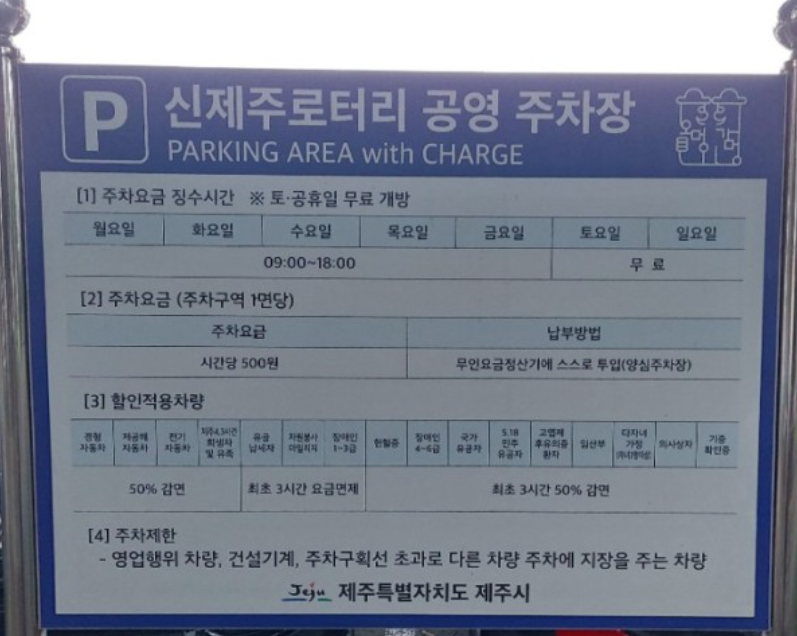 P
신제주로터리 공영 주차장
PARKING AREA with CHARGE
[1] 주차요금 징수시간 ※ 토·공휴일 무료 개방
월요일 화요일 수요일 목요일 금요일 토요일 일요일
09:00~18:00 무 료
[2] 주차요금 (주차구역 1면당)
주차요금 납부방법
시간당 500원 무인요금정산기에 스스로 투입(양심주차장)
[3] 할인적용차량
경형 자동차 저공해 자동차 전기 자동차 희생자 및 유족 유공 납세자 자원봉사 마일리지 장애인 1~3급 헌혈증 장애인 4~6급 국가 유공자 5.18 민주 유공자 고엽제 후유의증 환자 임산부 다자녀 가정 의사상자 기증 확인증
50% 감면 최초 3시간 요금면제 최초 3시간 50% 감면
[4] 주차제한
- 영업행위 차량, 건설기계, 주차구획선 초과로 다른 차량 주차에 지장을 주는 차량
Jeju 제주특별자치도 제주시